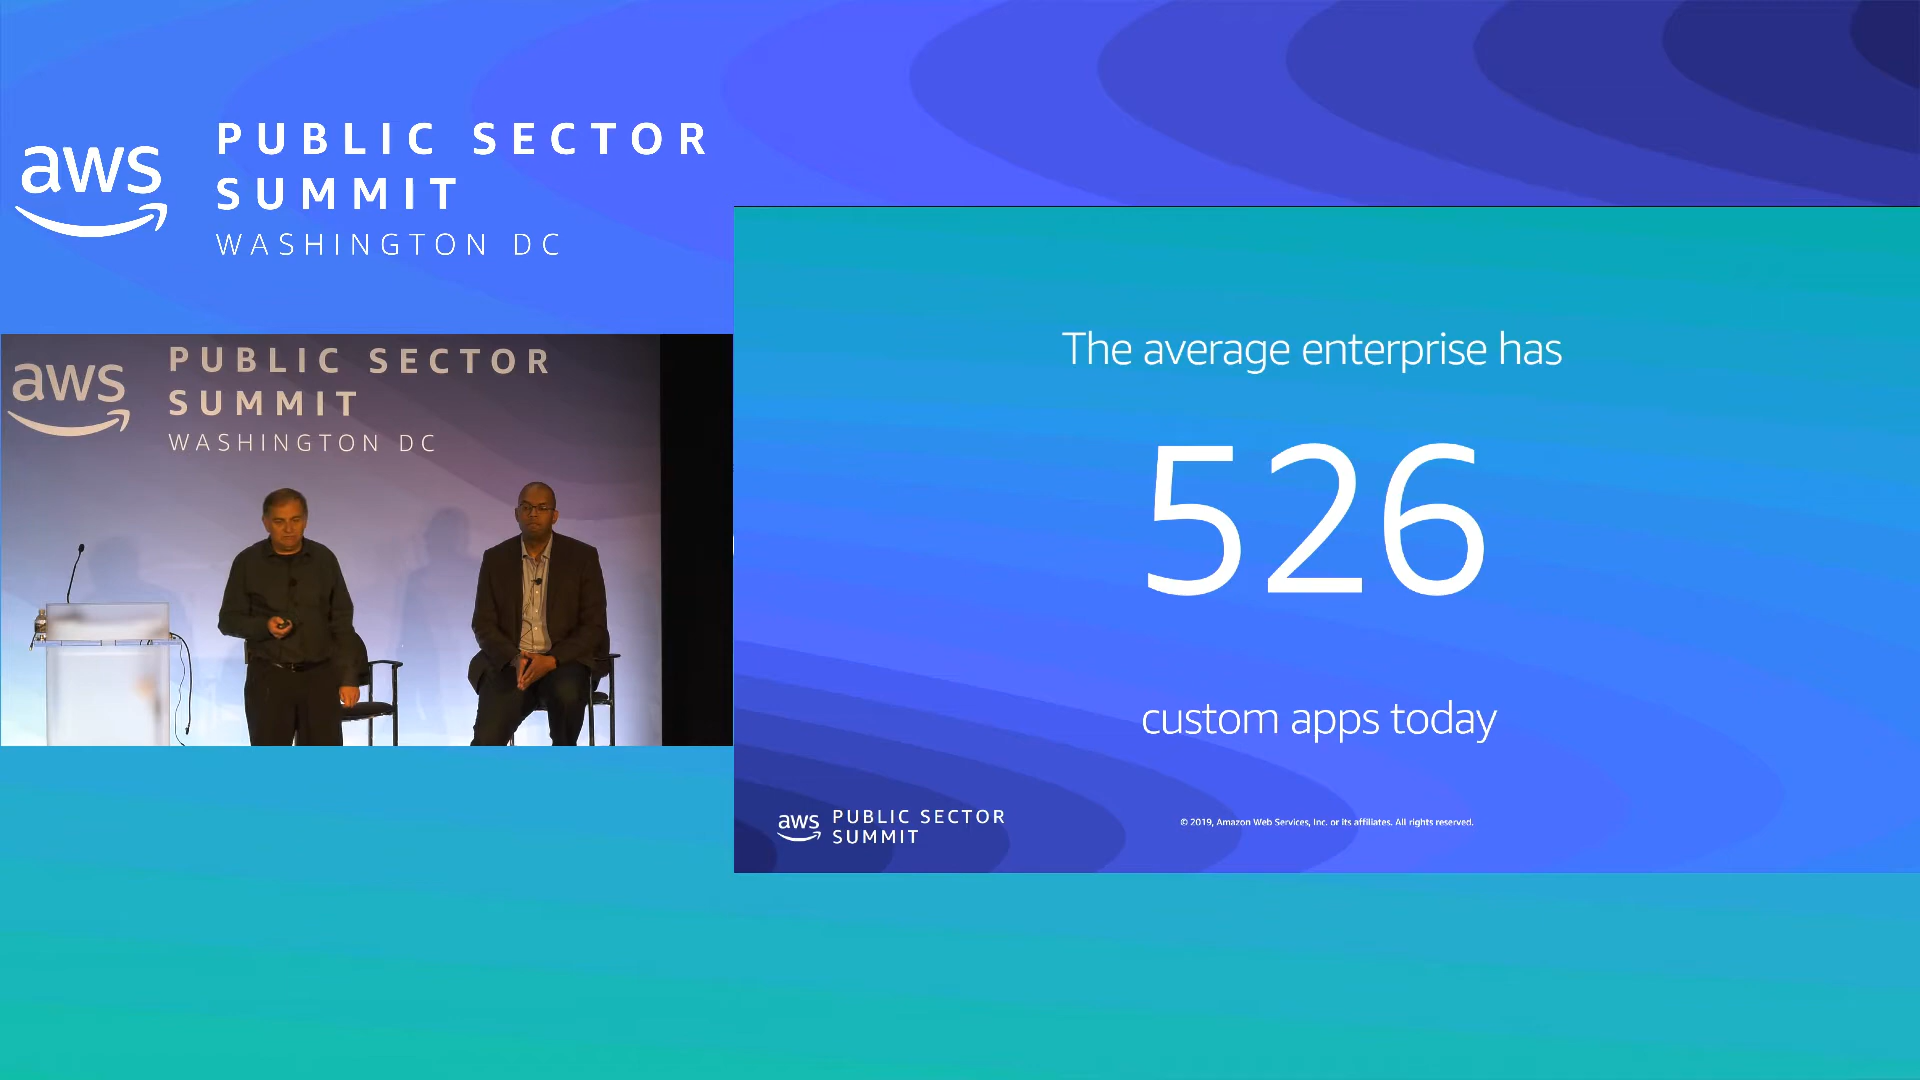 aws
PUBLIC SECTOR
SUMMIT
WASHINGTON DC
aws
PUBLIC SECTOR
SUMMIT
WASHINGTON DC
The average enterprise has
526
custom apps today
aws
PUBLIC SECTOR
SUMMIT
© 2019, Amazon Web Services, Inc. or its affiliates. All rights reserved.